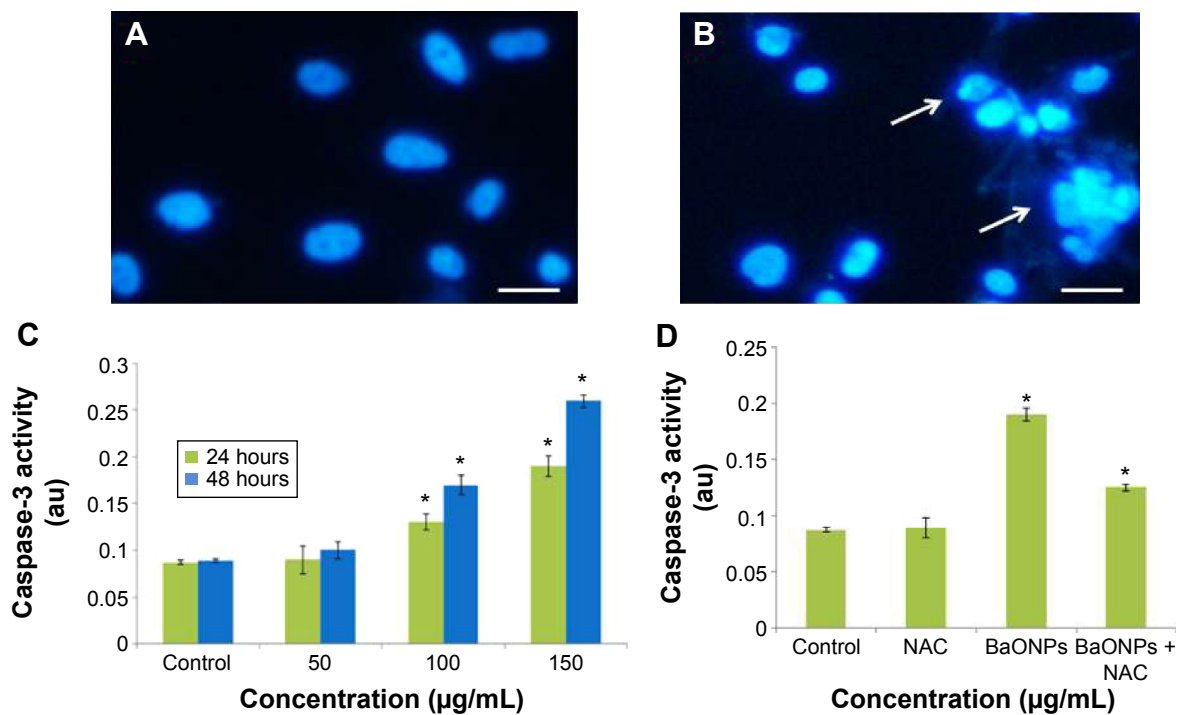 A
B
C
Caspase-3 activity
(au)
0.3
0.25
0.2
0.15
0.1
0.05
0
24 hours
48 hours
*
*
*
*
Control 50 100 150
Concentration (µg/mL)
D
Caspase-3 activity
(au)
0.25
0.2
0.15
0.1
0.05
0
*
*
Control NAC BaONPs BaONPs +
NAC
Concentration (µg/mL)